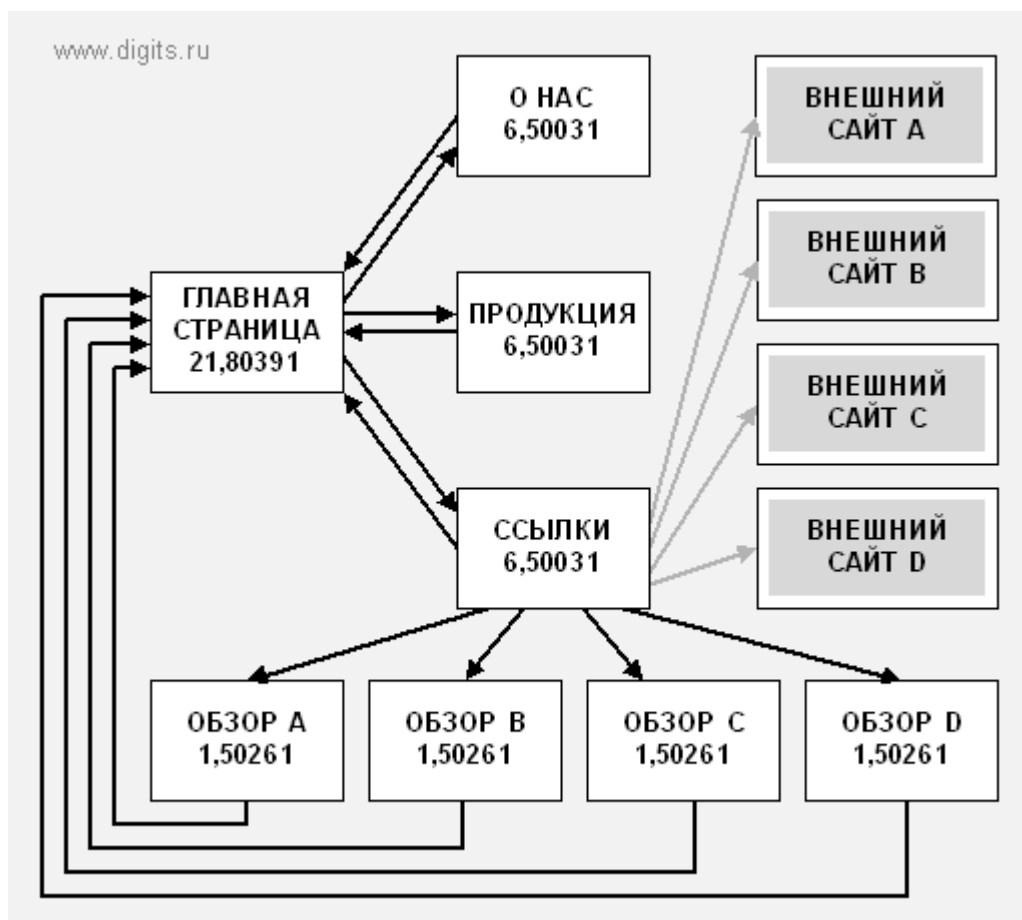 www.digits.ru
О НАС
6,50031
ВНЕШНИЙ
САЙТ A
ВНЕШНИЙ
САЙТ B
ГЛАВНАЯ
СТРАНИЦА
21,80391
ПРОДУКЦИЯ
6,50031
ВНЕШНИЙ
САЙТ C
ССЫЛКИ
6,50031
ВНЕШНИЙ
САЙТ D
ОБЗОР A
1,50261
ОБЗОР B
1,50261
ОБЗОР C
1,50261
ОБЗОР D
1,50261